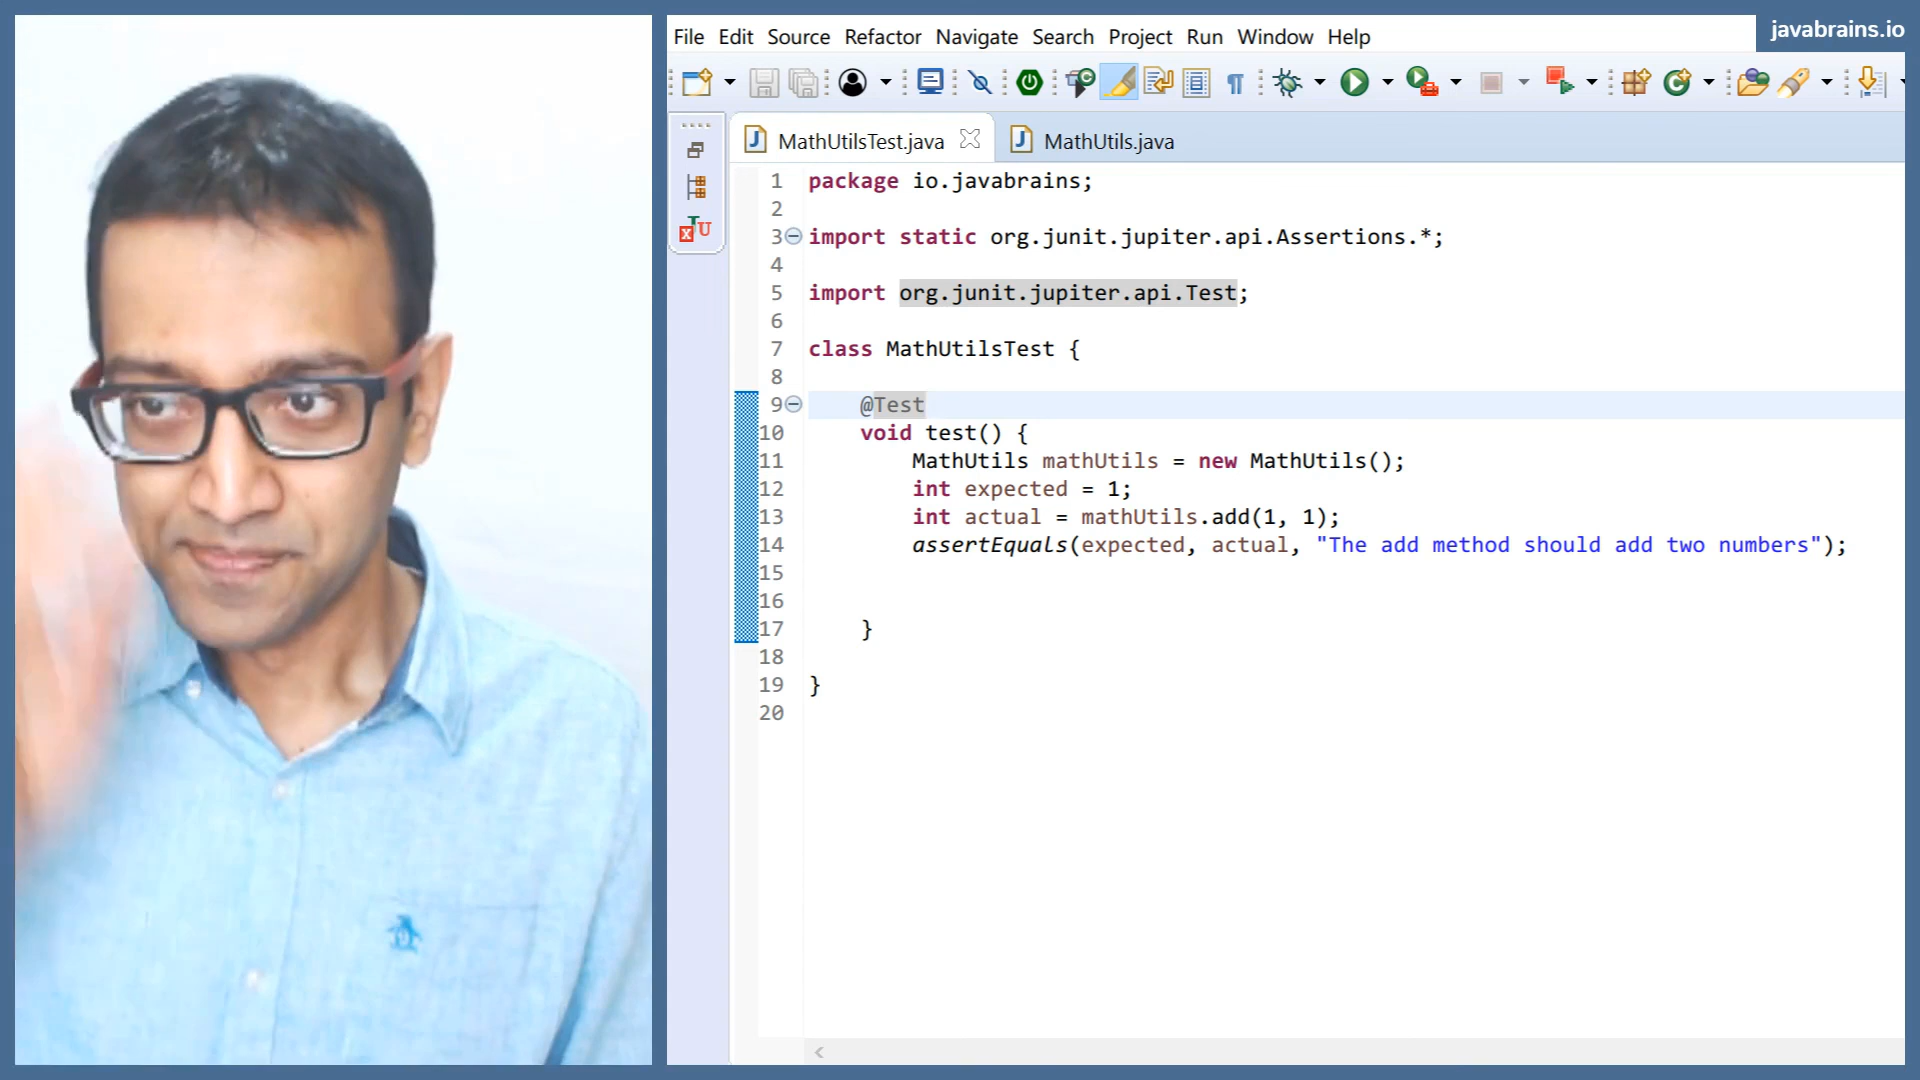 javabrains.io
File Edit Source Refactor Navigate Search Project Run Window Help
MathUtilsTest.java
MathUtils.java
1 package io.javabrains;
2
3 import static org.junit.jupiter.api.Assertions.*;
4
5 import org.junit.jupiter.api.Test;
6
7 class MathUtilsTest {
8
9 @Test
10 void test() {
11 MathUtils mathUtils = new MathUtils();
12 int expected = 1;
13 int actual = mathUtils.add(1, 1);
14 assertEquals(expected, actual, "The add method should add two numbers");
15
16
17 }
18
19 }
20